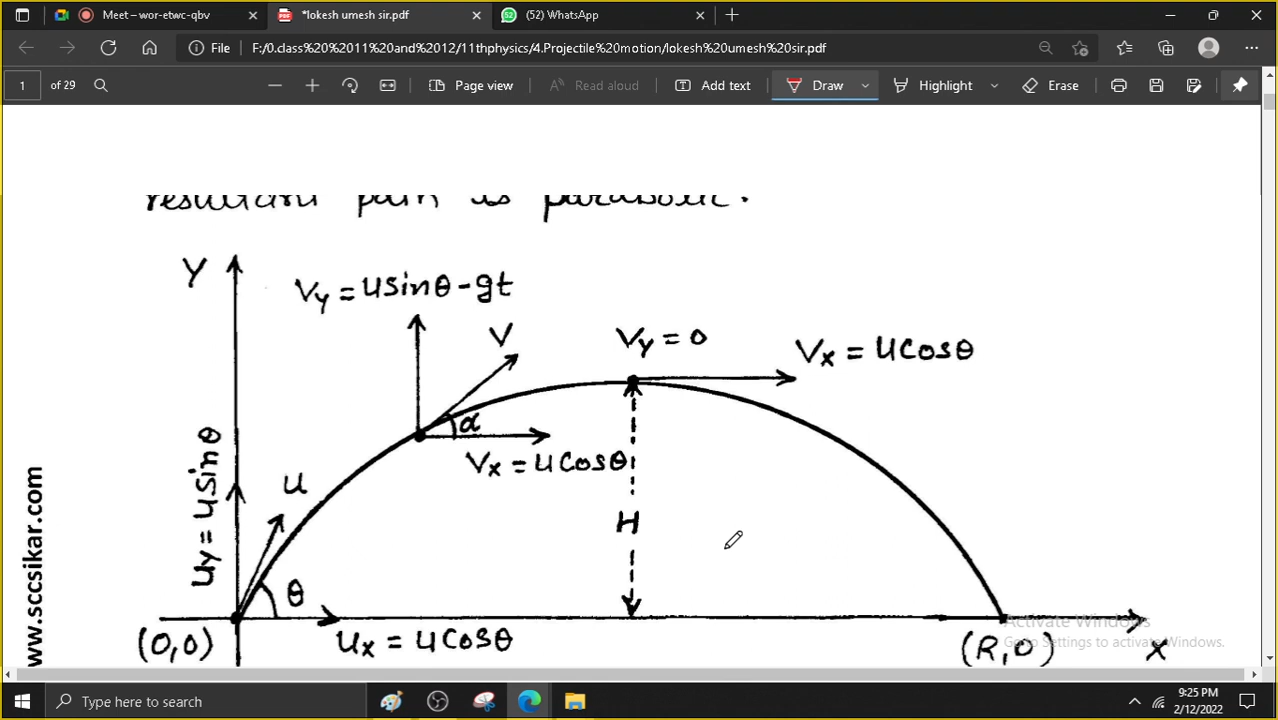 Meet – wor-etwc-qbv
*lokesh umesh sir.pdf
(52) WhatsApp
File
F:/0.class%20%2011%20and%2012/11thphysics/4.Projectile%20motion/lokesh%20umesh%20sir.pdf
1 of 29
Page view
Read aloud
Add text
Draw
Highlight
Erase
resultant path is parabolic.
Y
Vy = usinθ - gt
V
Vy = 0
Vx = ucosθ
α
Vx = ucosθ
uy = usinθ
u
H
θ
(0,0)
ux = ucosθ
(R,0)
X
www.sccsikar.com
Activate Windows
Go to Settings to activate Windows.
Type here to search
9:25 PM
2/12/2022